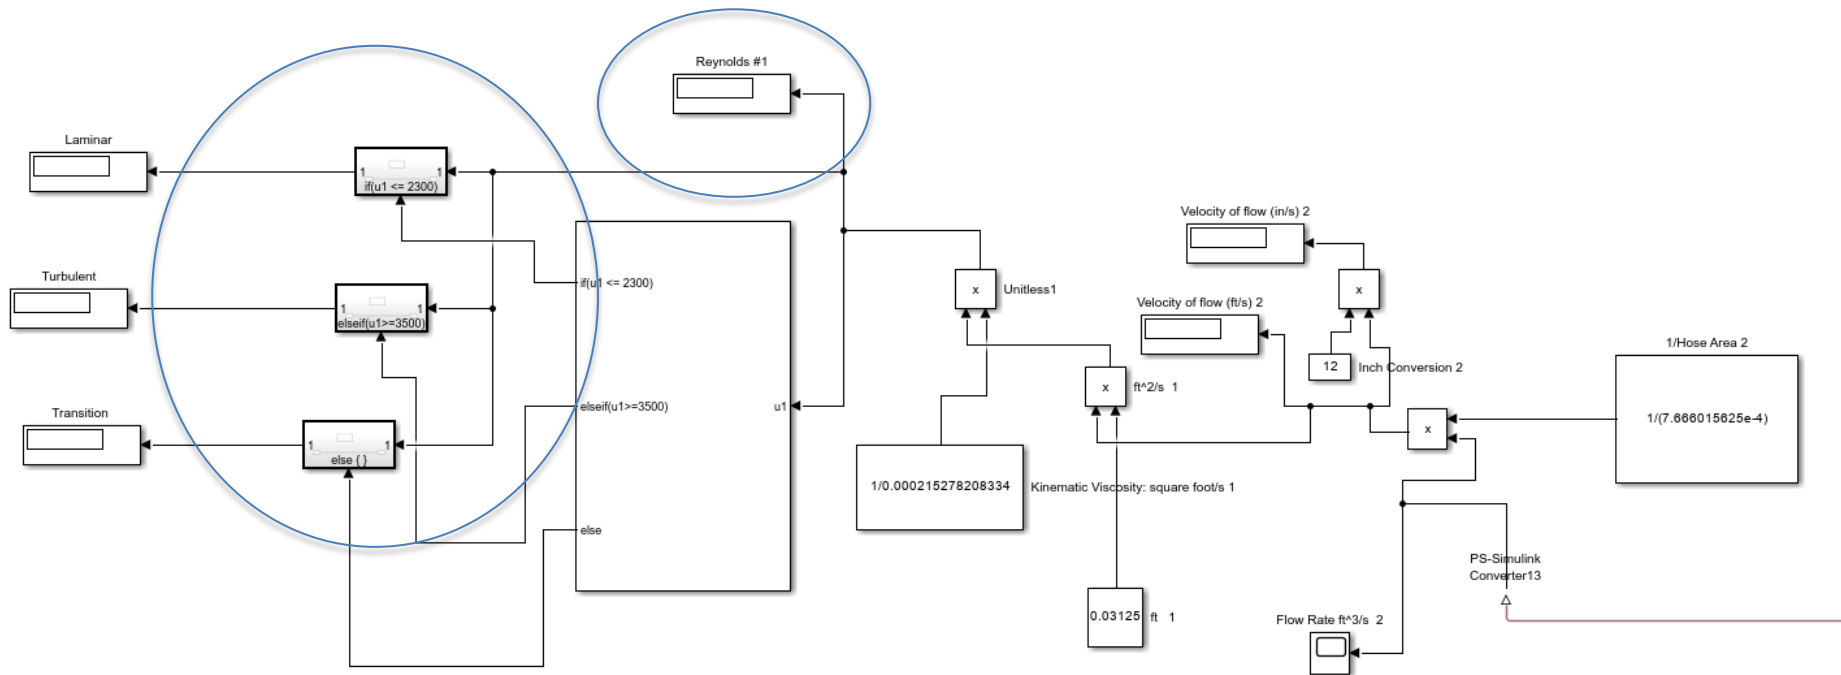 Reynolds #1
Laminar
1 1
if(u1 <= 2300)
Turbulent
1 1
elseif(u1>=3500)
Transition
1 1
else { }
if(u1 <= 2300)
elseif(u1>=3500)
else
u1
x
Unitless1
1/0.000215278208334
Kinematic Viscosity: square foot/s 1
x
ft^2/s 1
0.03125
ft 1
Velocity of flow (in/s) 2
x
Velocity of flow (ft/s) 2
12
Inch Conversion 2
x
1/Hose Area 2
1/(7.666015625e-4)
PS-Simulink
Converter13
Flow Rate ft^3/s 2